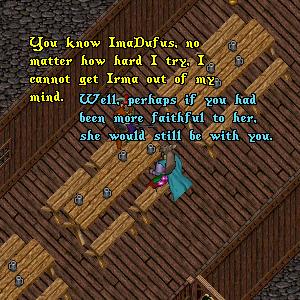 You know ImaDufus, no
matter how hard I try, I
cannot get Irma out of my
mind.
Well, perhaps if you had
been more faithful to her,
she would still be with you.